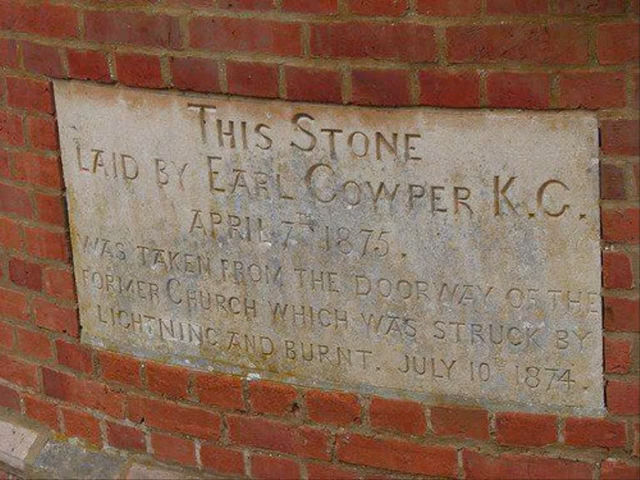 THIS STONE
LAID BY EARL COWPER K.G.
APRIL 7TH 1875.
WAS TAKEN FROM THE DOORWAY OF THE
FORMER CHURCH WHICH WAS STRUCK BY
LIGHTNING AND BURNT. JULY 10TH 1874.